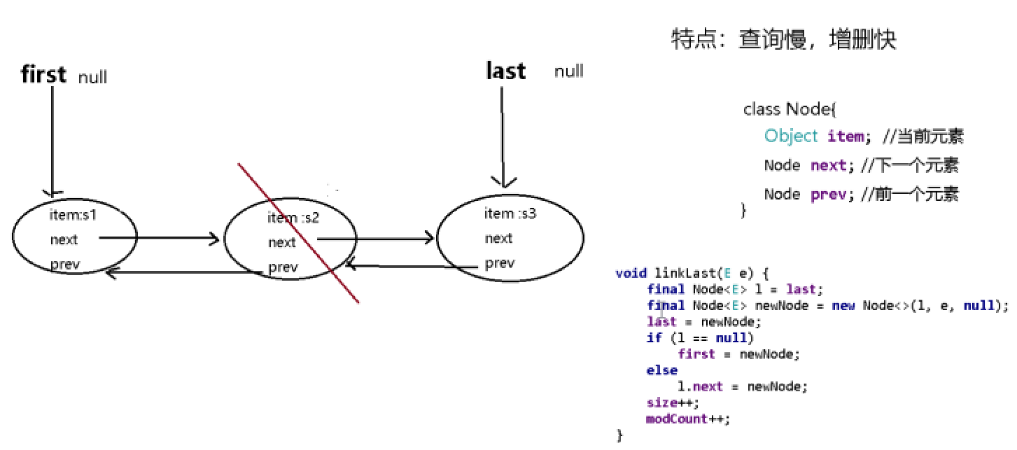 特点：查询慢，增删快
first null
last null
class Node{
Object item; //当前元素
Node next; //下一个元素
Node prev; //前一个元素
}
item:s1
next
prev
item :s2
next
prev
item :s3
next
prev
void linkLast(E e) {
final Node<E> l = last;
final Node<E> newNode = new Node<>(l, e, null);
last = newNode;
if (l == null)
first = newNode;
else
l.next = newNode;
size++;
modCount++;
}